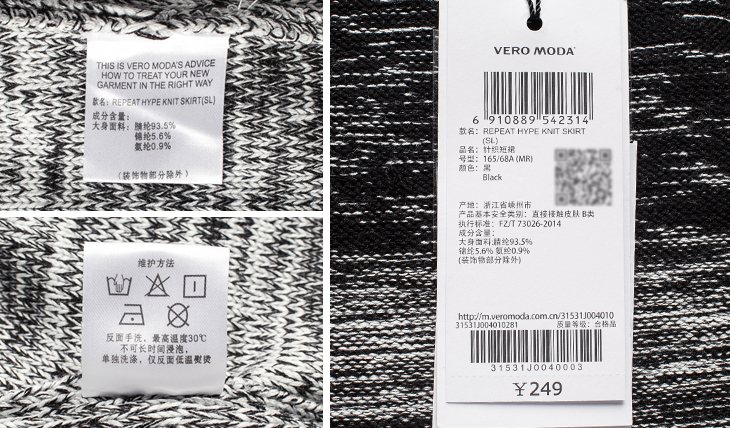 THIS IS VERO MODA'S ADVICE
HOW TO TREAT YOUR NEW
GARMENT IN THE RIGHT WAY
款名: REPEAT HYPE KNIT SKIRT(SL)
成分含量:
大身面料: 腈纶93.5%
锦纶5.6%
氨纶0.9%
(装饰物部分除外)
维护方法
反面手洗, 最高温度30℃
不可长时间浸泡,
单独洗涤, 仅反面低温熨烫
VERO MODA
6 910889 542314
款名: REPEAT HYPE KNIT SKIRT
(SL)
品名: 针织短裙
号型: 165/68A (MR)
颜色: 黑
Black
产地: 浙江省嵊州市
产品基本安全类别: 直接接触皮肤 B类
执行标准: FZ/T 73026-2014
成分含量:
大身面料:腈纶93.5%
锦纶5.6% 氨纶0.9%
(装饰物部分除外)
http://m.veromoda.com.cn/31531J004010
31531J004010281 质量等级: 合格品
31531J0040003
¥249